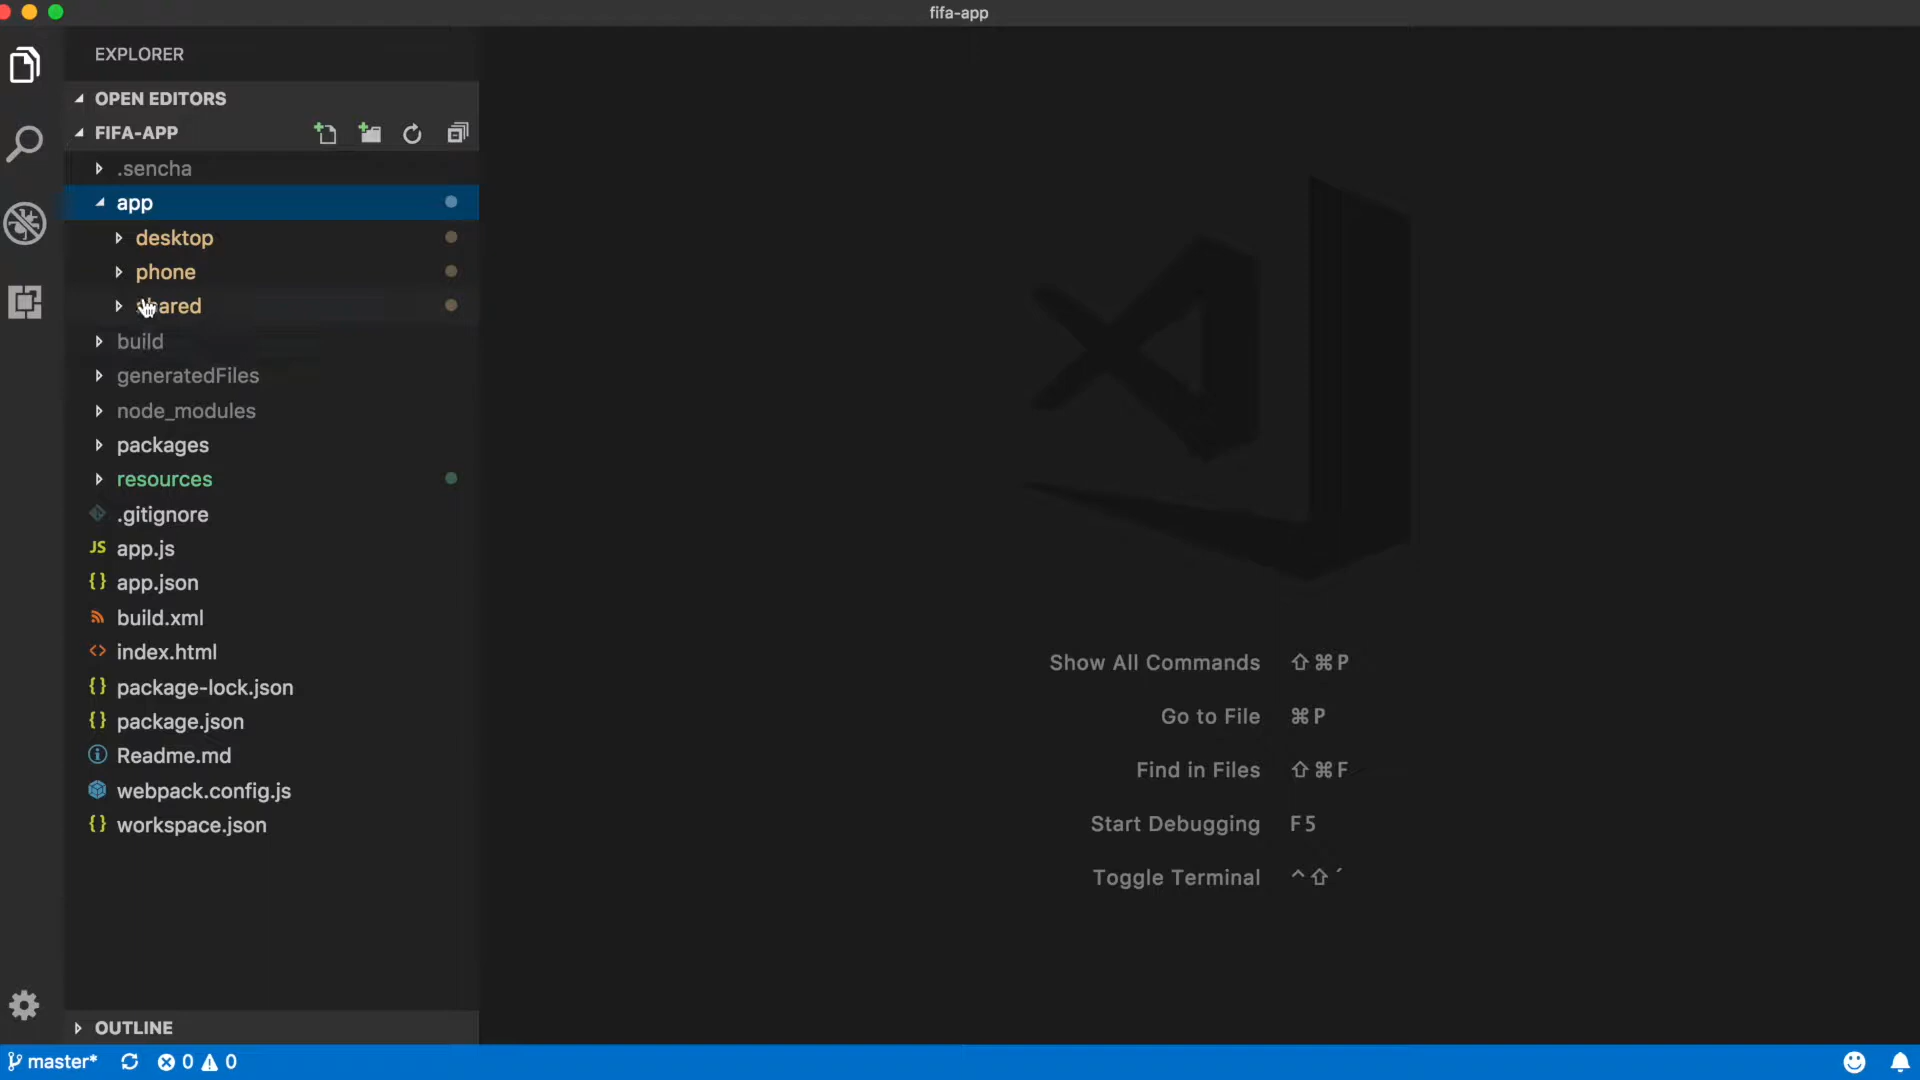 fifa-app
EXPLORER
OPEN EDITORS
FIFA-APP
.sencha
app
desktop
phone
shared
build
generatedFiles
node_modules
packages
resources
.gitignore
JS app.js
{} app.json
build.xml
<> index.html
{} package-lock.json
{} package.json
Readme.md
webpack.config.js
{} workspace.json
Show All Commands ⇧⌘P
Go to File ⌘P
Find in Files ⇧⌘F
Start Debugging F5
Toggle Terminal ^⇧´
OUTLINE
master* 0 0